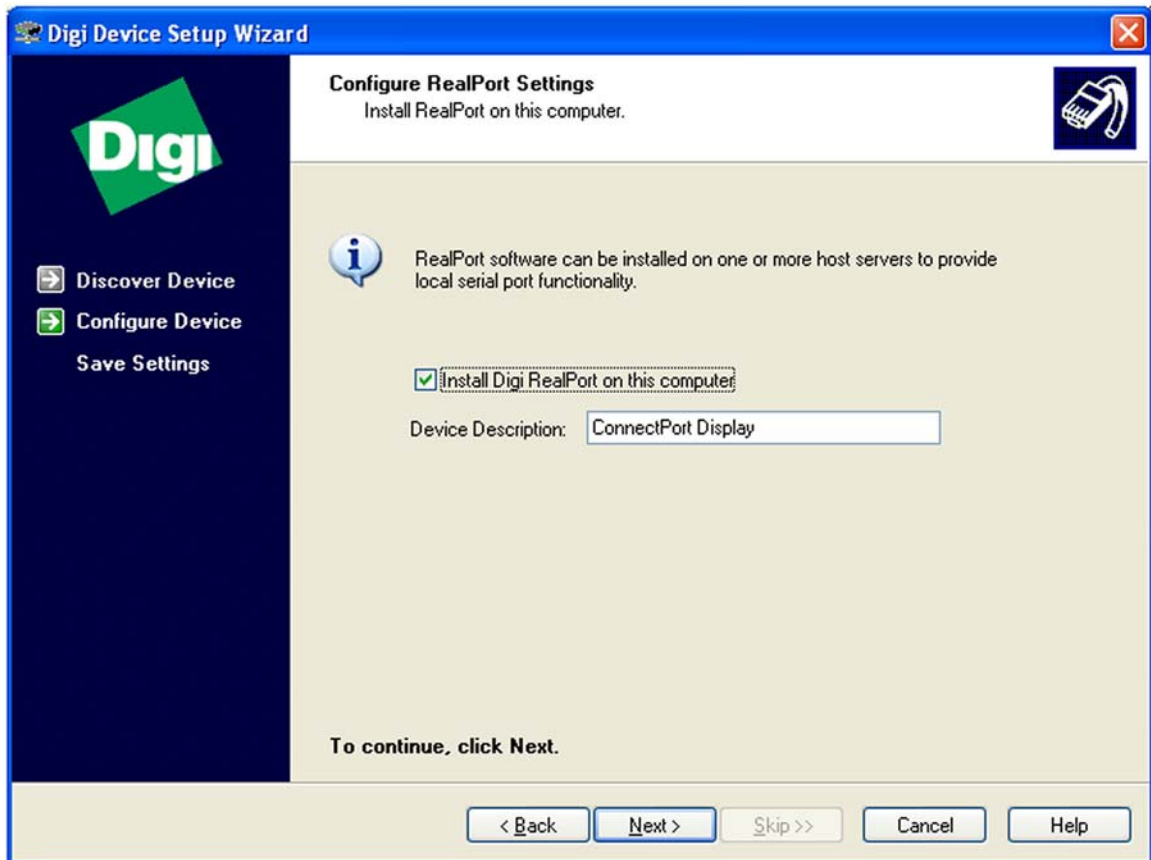 Digi Device Setup Wizard
Digi
Discover Device
Configure Device
Save Settings
Configure RealPort Settings
Install RealPort on this computer.
RealPort software can be installed on one or more host servers to provide
local serial port functionality.
Install Digi RealPort on this computer
Device Description: ConnectPort Display
To continue, click Next.
< Back Next > Skip >> Cancel Help